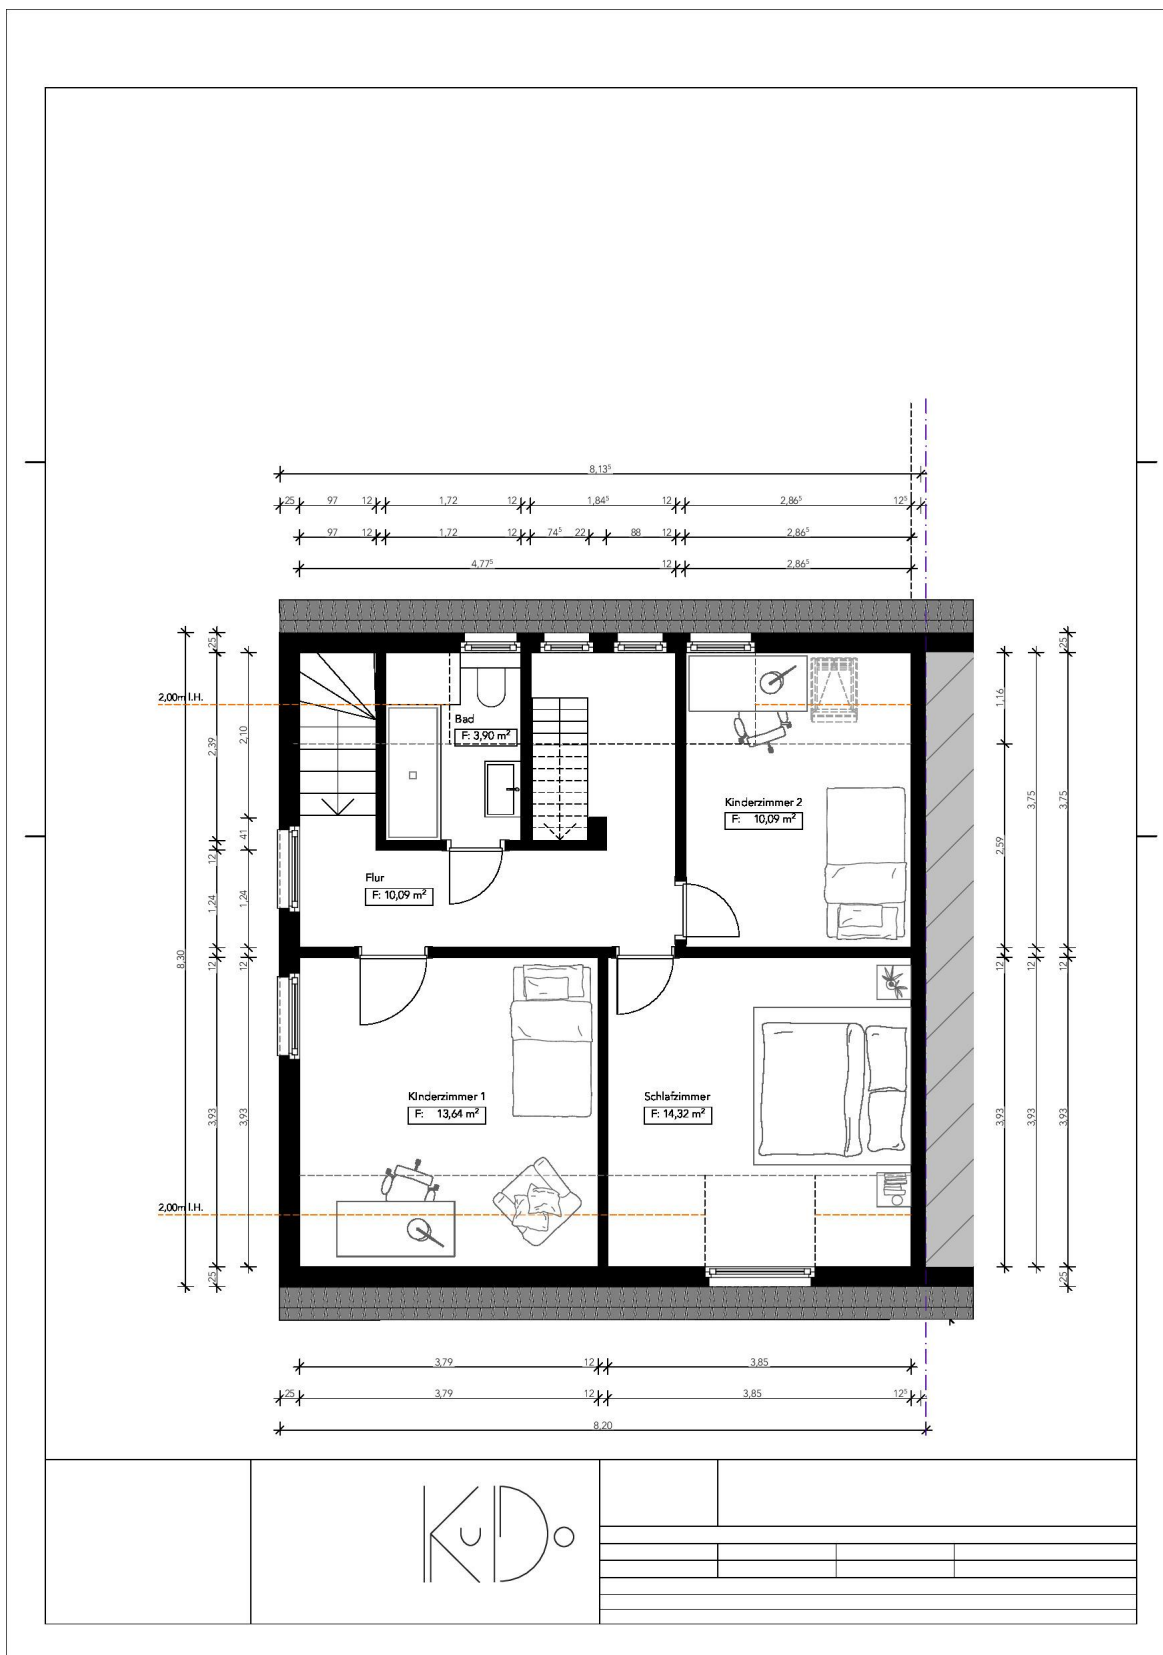 8,13⁵
25 97 12 1,72 12 1,84⁵ 12 2,86⁵ 12⁵
97 12 1,72 12 74⁵ 22 88 12 2,86⁵
4,77⁵ 12 2,86⁵
25
25
25
2,00m l.H.
1,16
Bad
F: 3,90 m²
2,39
2,10
3,75
3,75
Kinderzimmer 2
F: 10,09 m²
41
12
2,59
Flur
F: 10,09 m²
1,24
1,24
8,30
12
12
12
12
12
KInderzimmer 1
F: 13,64 m²
Schlafzimmer
F: 14,32 m²
3,93
3,93
3,93
3,93
3,93
2,00m l.H.
25
25
3,79 12 3,85
25 3,79 12 3,85 12⁵
8,20
KuDo